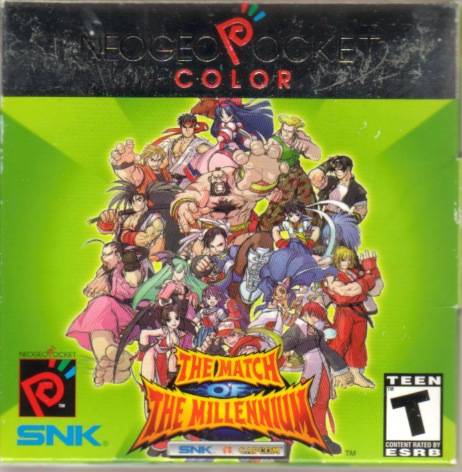 NEOGEO POCKET
COLOR
NEOGEO POCKET
TM
SNK®
THE MATCH
OF
THE MILLENNIUM
TM
SNK VS CAPCOM
TEEN
T
CONTENT RATED BY
ESRB